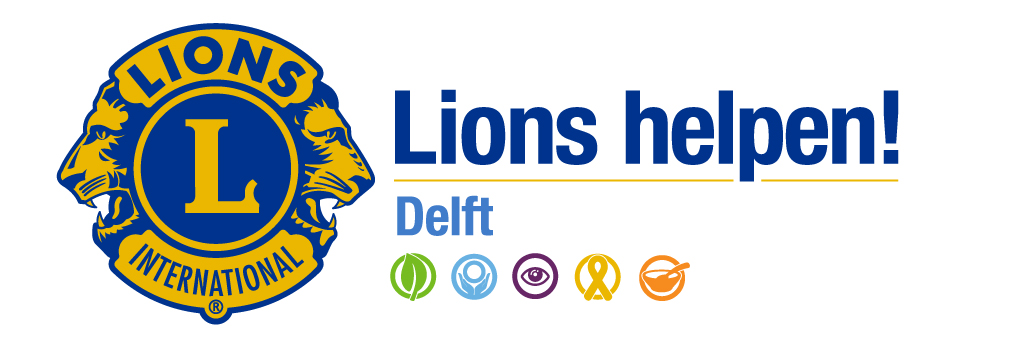 LIONS
L
INTERNATIONAL
®
Lions helpen!
Delft